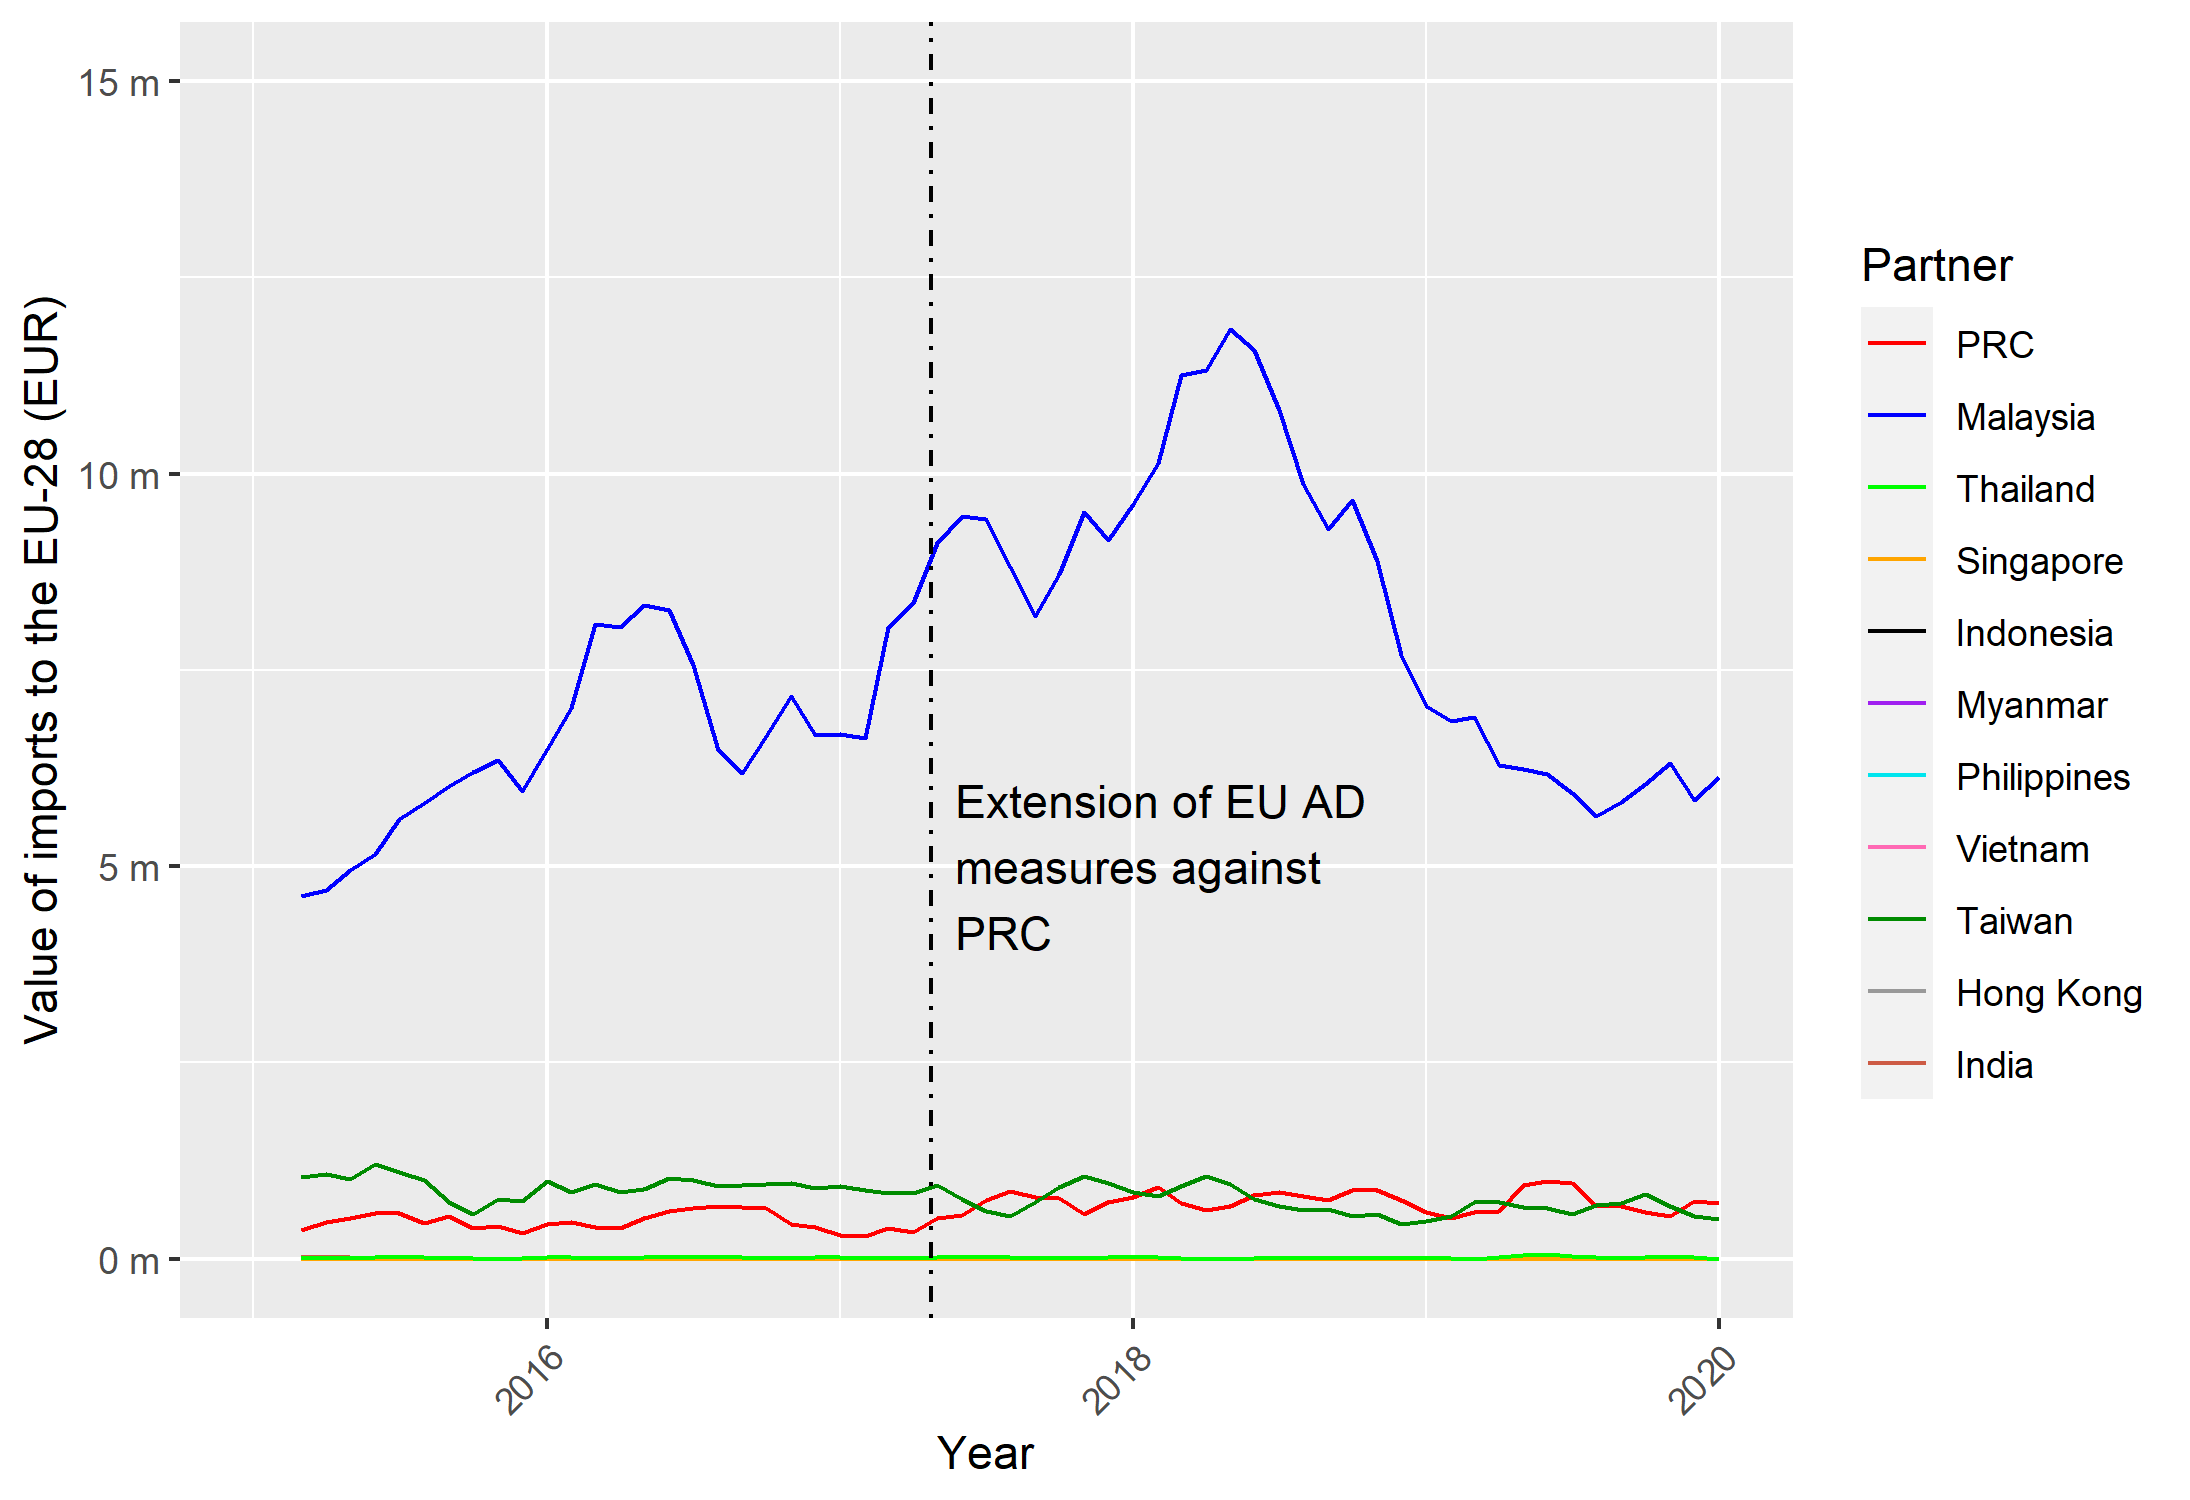 Value of imports to the EU-28 (EUR)
15 m
10 m
5 m
0 m
Extension of EU AD
measures against
PRC
2016
2018
2020
Year
Partner
PRC
Malaysia
Thailand
Singapore
Indonesia
Myanmar
Philippines
Vietnam
Taiwan
Hong Kong
India